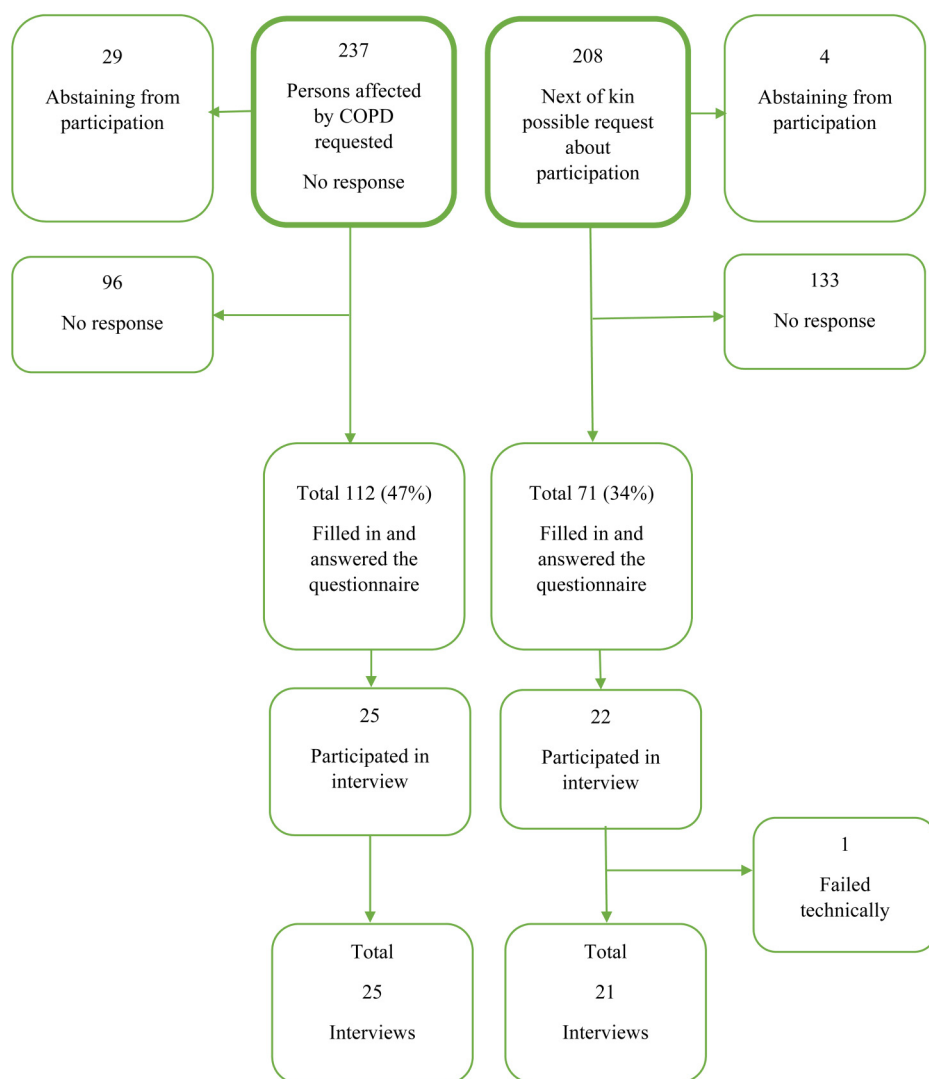 29
Abstaining from
participation
237
Persons affected
by COPD
requested
No response
208
Next of kin
possible request
about
participation
4
Abstaining from
participation
96
No response
133
No response
Total 112 (47%)
Filled in and
answered the
questionnaire
Total 71 (34%)
Filled in and
answered the
questionnaire
25
Participated in
interview
22
Participated in
interview
1
Failed
technically
Total
25
Interviews
Total
21
Interviews